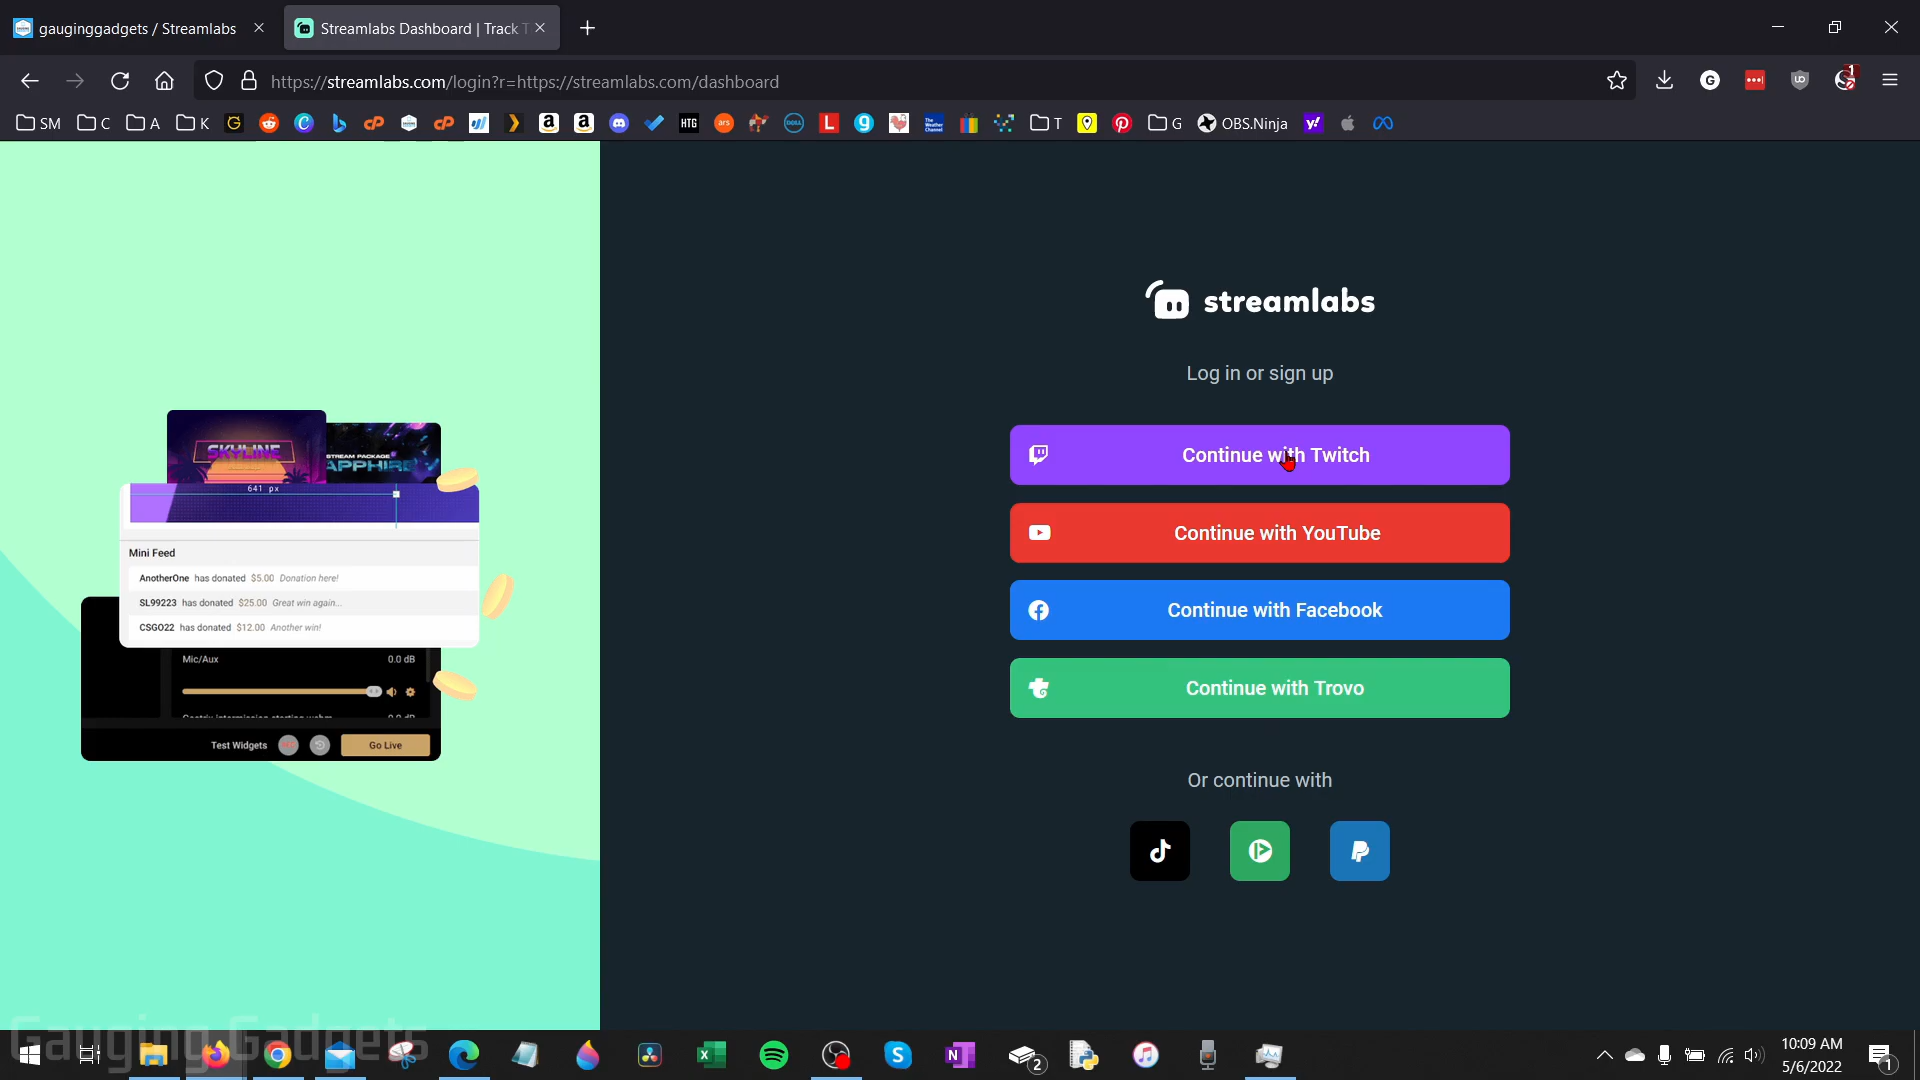 gauginggadgets / Streamlabs
Streamlabs Dashboard | Track T
https://streamlabs.com/login?r=https://streamlabs.com/dashboard
SM
C
A
K
T
G
OBS.Ninja
streamlabs
Log in or sign up
Continue with Twitch
Continue with YouTube
Continue with Facebook
Continue with Trovo
Or continue with
SKYLINE
STREAM PACKAGE
APPHIRE
641 px
Mini Feed
AnotherOne has donated $5.00 Donation here!
SL99223 has donated $25.00 Great win again...
CSGO22 has donated $12.00 Another win!
Mic/Aux 0.0 dB
Test Widgets
Go Live
Gauging Gadgets
2
10:09 AM
5/6/2022
1